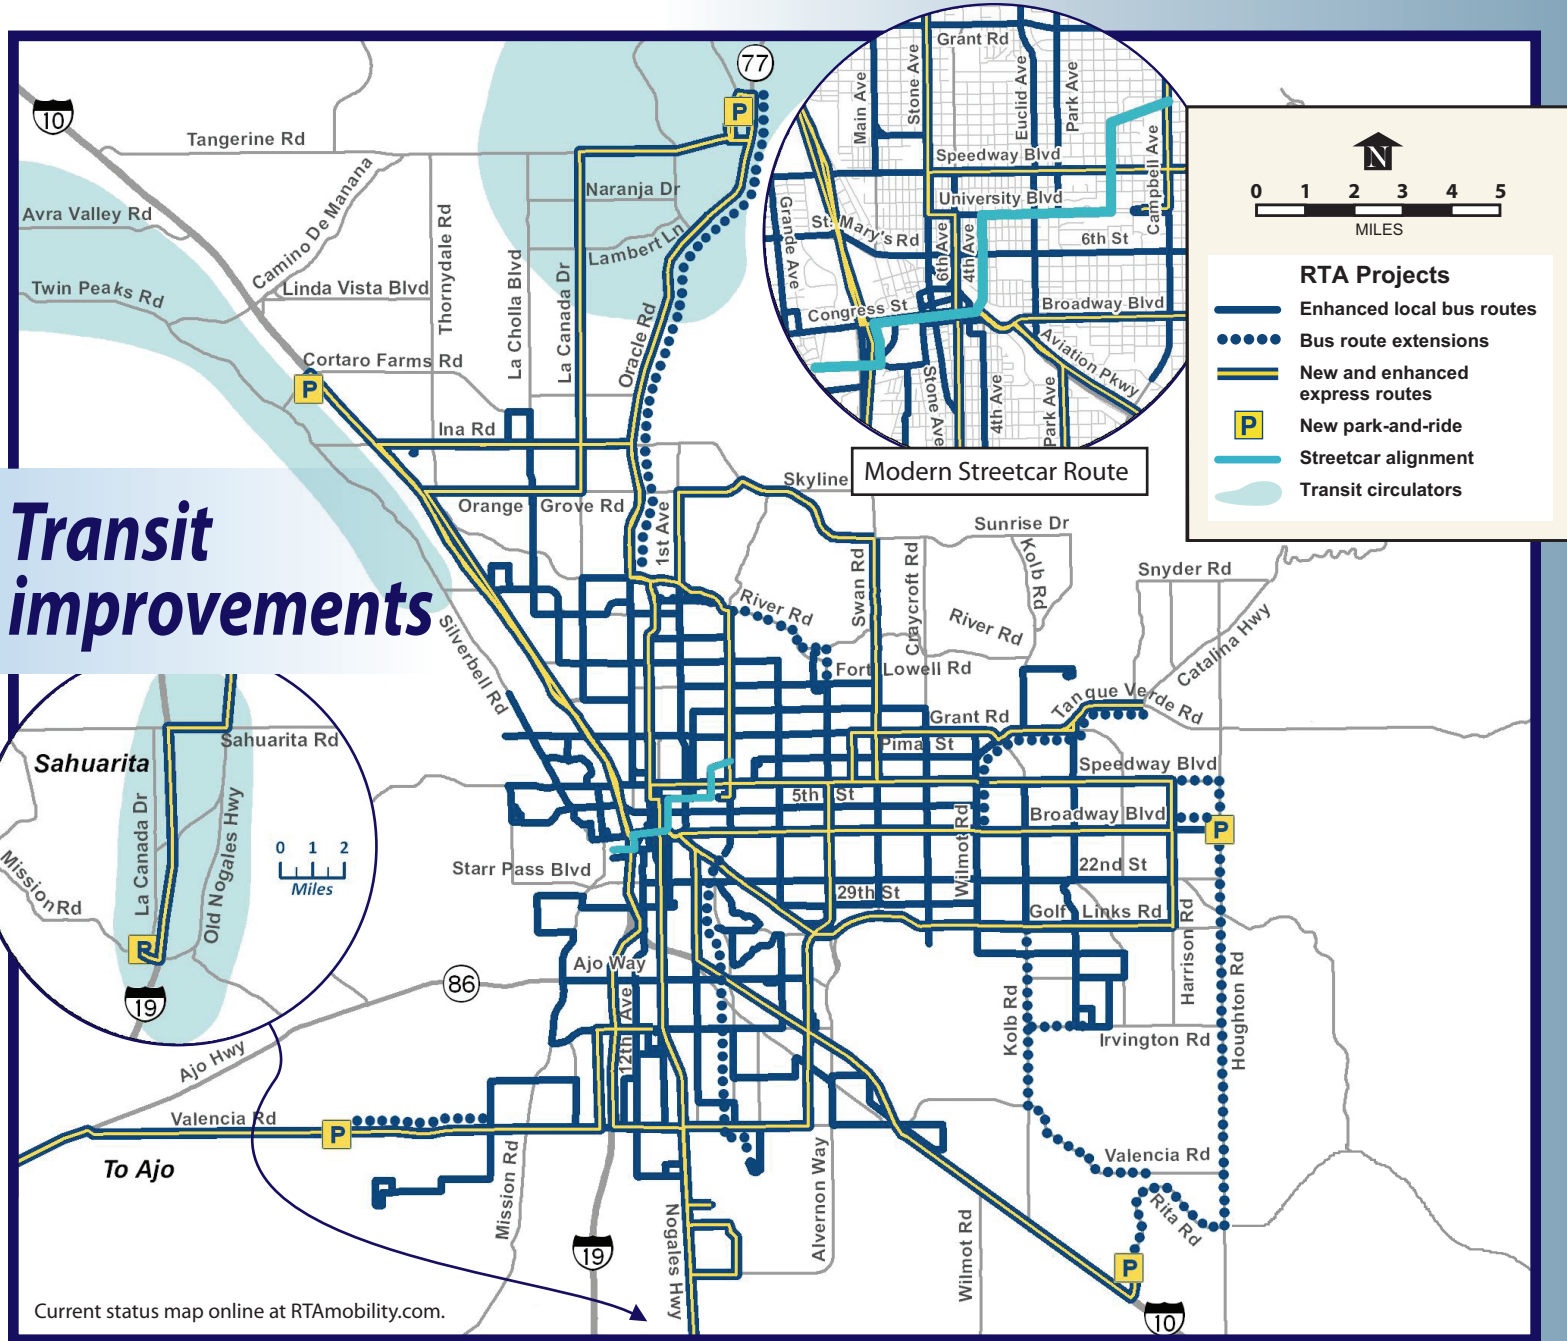 Transit
improvements
77
10
P
Tangerine Rd
Naranja Dr
Avra Valley Rd
Camino De Manana
Thornydale Rd
Lambert Ln
Twin Peaks Rd
Linda Vista Blvd
La Cholla Blvd
La Canada Dr
Oracle Rd
Cortaro Farms Rd
P
Ina Rd
Orange Grove Rd
1st Ave
Skyline
Sunrise Dr
Swan Rd
Craycroft Rd
Kolb Rd
Snyder Rd
River Rd
River Rd
Catalina Hwy
Silverbell Rd
Fort Lowell Rd
Tanque Verde Rd
Grant Rd
Pima St
Speedway Blvd
5th St
Wilmot Rd
Broadway Blvd
P
Starr Pass Blvd
22nd St
29th St
Golf Links Rd
Harrison Rd
Ajo Way
86
12th Ave
Kolb Rd
Irvington Rd
Houghton Rd
Ajo Hwy
Valencia Rd
P
To Ajo
Mission Rd
Valencia Rd
Rita Rd
Nogales Hwy
Alvernon Way
Wilmot Rd
19
P
10
Current status map online at RTAmobility.com.
Grant Rd
Main Ave
Stone Ave
Euclid Ave
Park Ave
Speedway Blvd
Campbell Ave
University Blvd
Grande Ave
St Mary's Rd
6th Ave
4th Ave
6th St
Congress St
Broadway Blvd
Aviation Pkwy
Stone Ave
4th Ave
Park Ave
Modern Streetcar Route
N
0 1 2 3 4 5
MILES
RTA Projects
Enhanced local bus routes
Bus route extensions
New and enhanced
express routes
P
New park-and-ride
Streetcar alignment
Transit circulators
Sahuarita Rd
Sahuarita
La Canada Dr
Old Nogales Hwy
0 1 2
Miles
Mission Rd
P
19